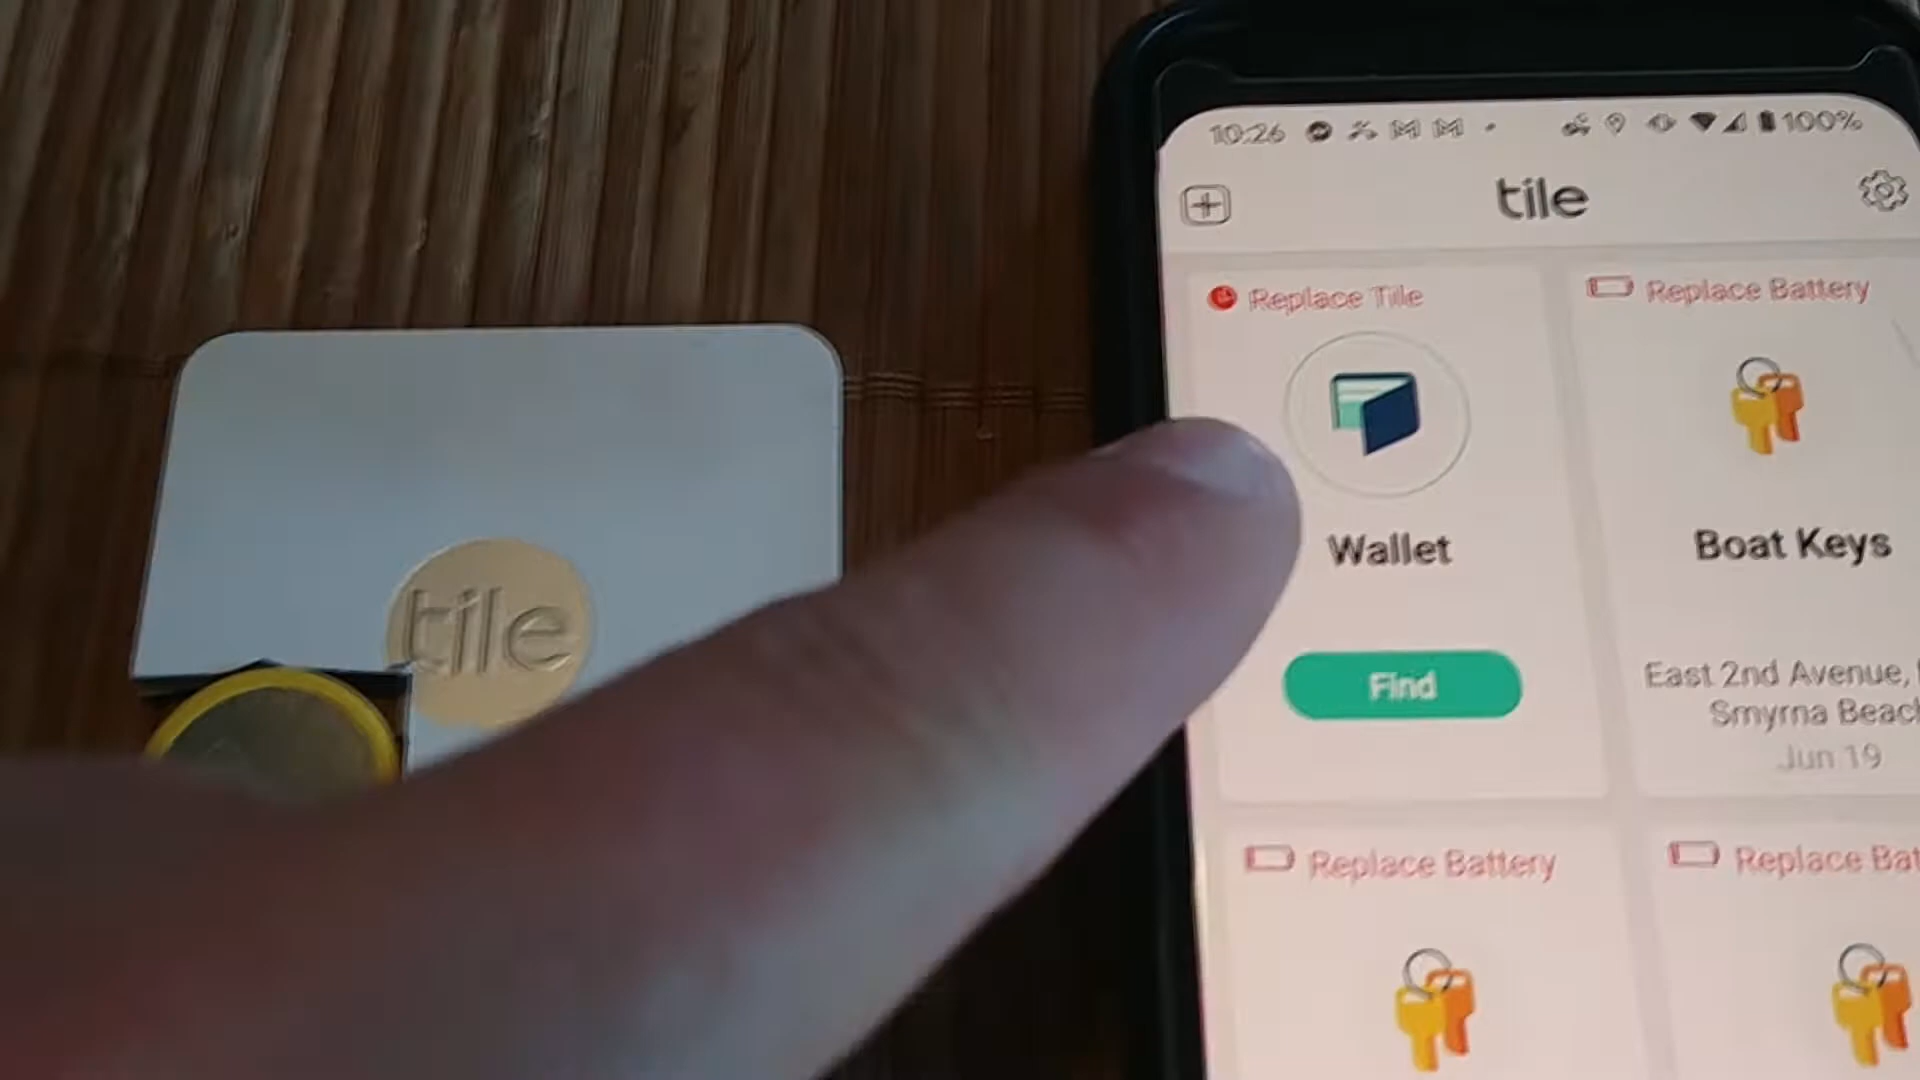 10:26
100%
tile
Replace Tile
Replace Battery
Wallet
Boat Keys
Find
East 2nd Avenue,
Smyrna Beach
Jun 19
Replace Battery
Replace Bat
tile